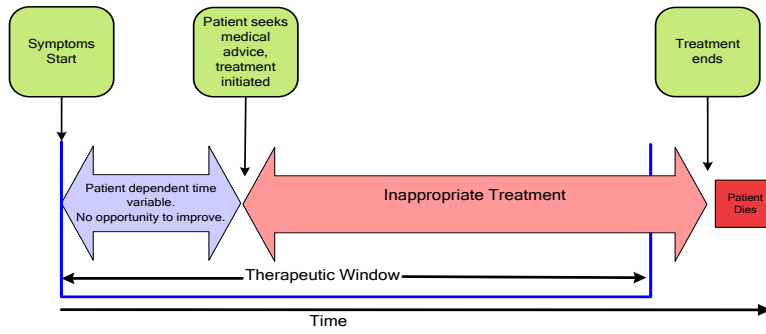 Symptoms
Start
Patient seeks
medical
advice,
treatment
initiated
Treatment
ends
Patient dependent time
variable.
No opportunity to improve.
Inappropriate Treatment
Patient
Dies
Therapeutic Window
Time